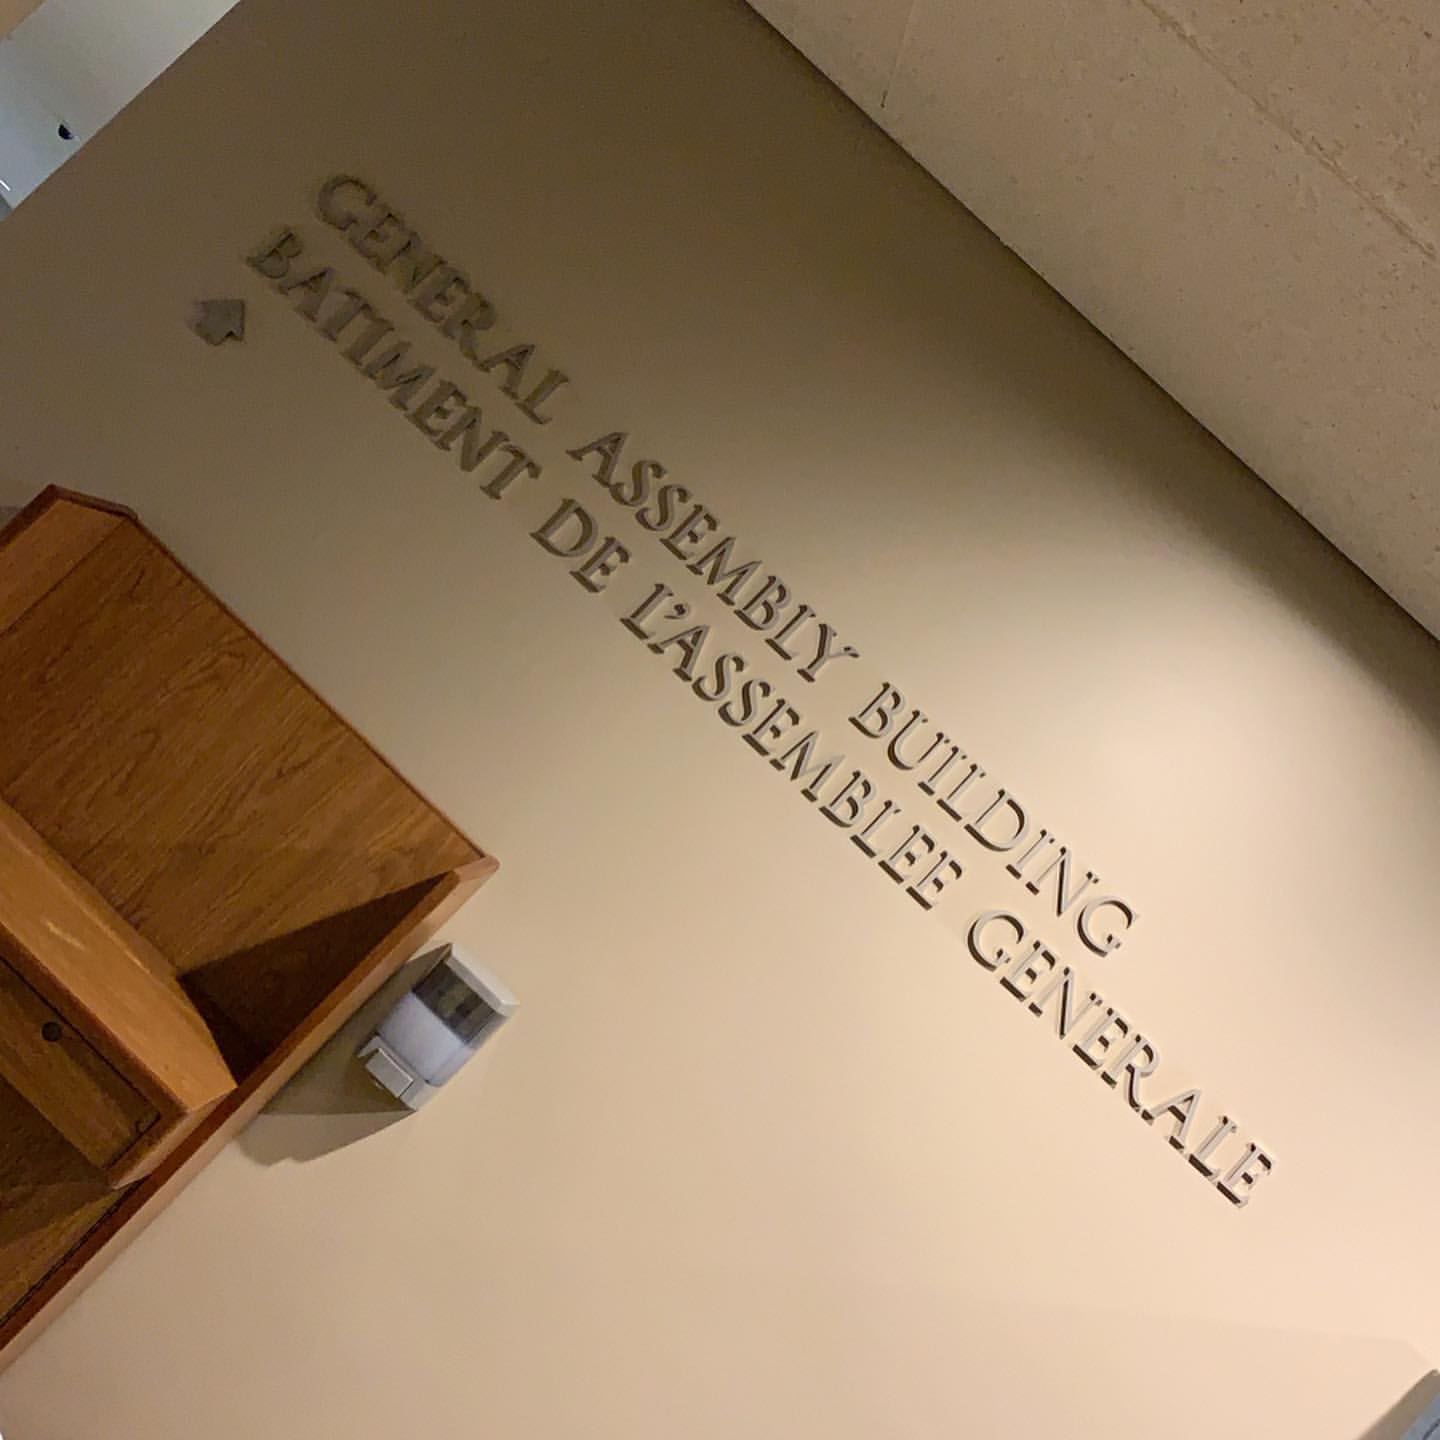 GENERAL ASSEMBLY BUILDING
BATIMENT DE L'ASSEMBLEE GENERALE